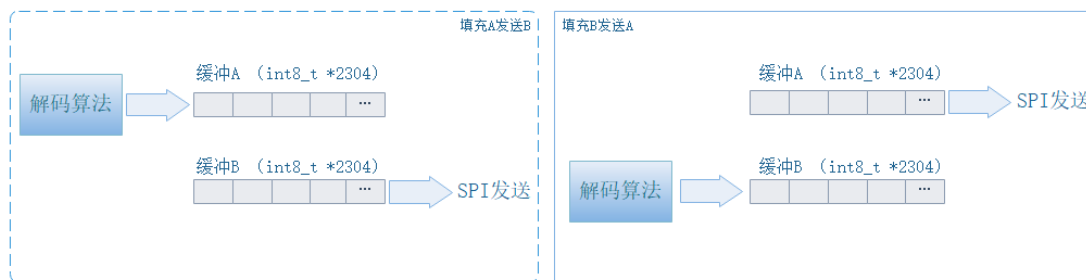 填充A发送B
缓冲A （int8_t *2304）
解码算法
...
缓冲B （int8_t *2304）
...
SPI发送
填充B发送A
缓冲A （int8_t *2304）
...
SPI发送
缓冲B （int8_t *2304）
解码算法
...